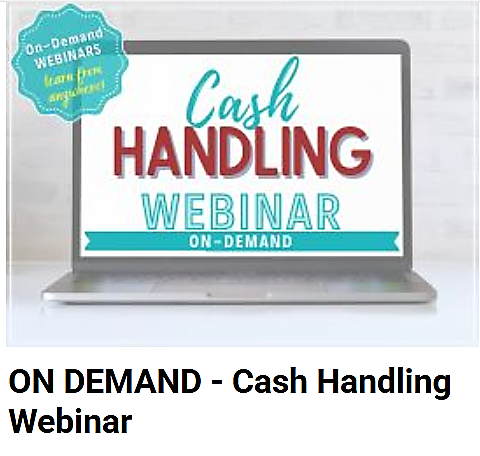 On-Demand
WEBINARS
learn from
anywhere!
Cash
HANDLING
WEBINAR
ON-DEMAND
ON DEMAND - Cash Handling
Webinar